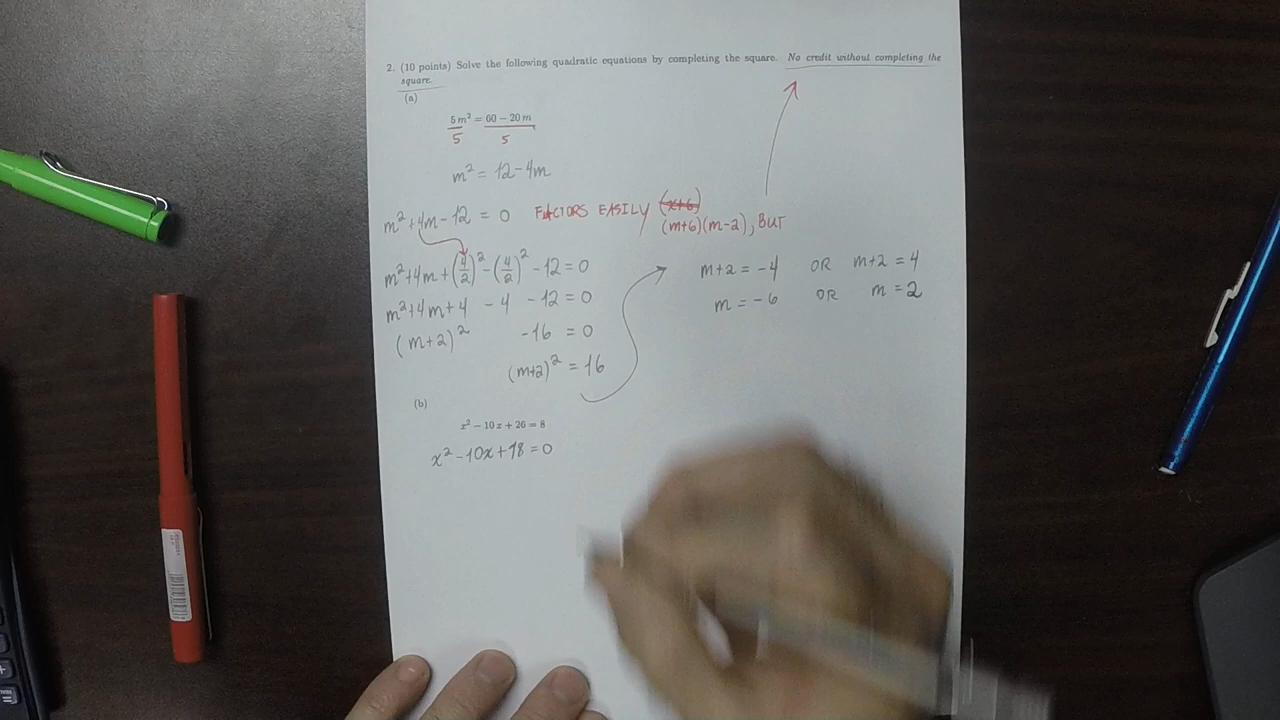 2. (10 points) Solve the following quadratic equations by completing the square. No credit without completing the
square.
(a)
5m² = 60 − 20m
5 5
m² = 12 - 4m
m² + 4m - 12 = 0 FACTORS EASILY (x+6)
(m+6)(m-2), BUT
m² + 4m + (4/2)² - (4/2)² - 12 = 0
m² + 4m + 4 - 4 - 12 = 0
(m+2)² - 16 = 0
(m+2)² = 16
m+2 = -4 OR m+2 = 4
m = -6 OR m = 2
(b)
x² − 10x + 26 = 8
x² - 10x + 18 = 0